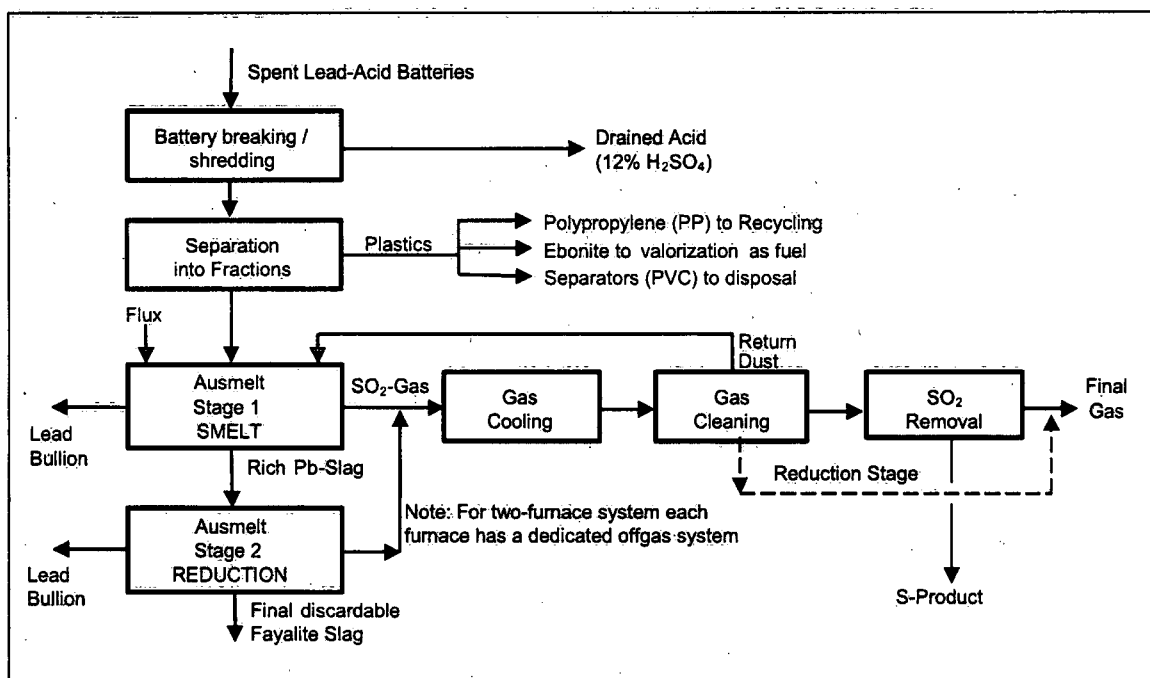 Spent Lead-Acid Batteries
Battery breaking /
shredding
Drained Acid
(12% H₂SO₄)
Separation
into Fractions
Plastics
Polypropylene (PP) to Recycling
Ebonite to valorization as fuel
Separators (PVC) to disposal
Flux
Return
Dust
Ausmelt
Stage 1
SMELT
SO₂-Gas
Gas
Cooling
Gas
Cleaning
SO₂
Removal
Final
Gas
Lead
Bullion
Rich Pb-Slag
Reduction Stage
Ausmelt
Stage 2
REDUCTION
Note: For two-furnace system each
furnace has a dedicated offgas system
Lead
Bullion
Final discardable
Fayalite Slag
S-Product